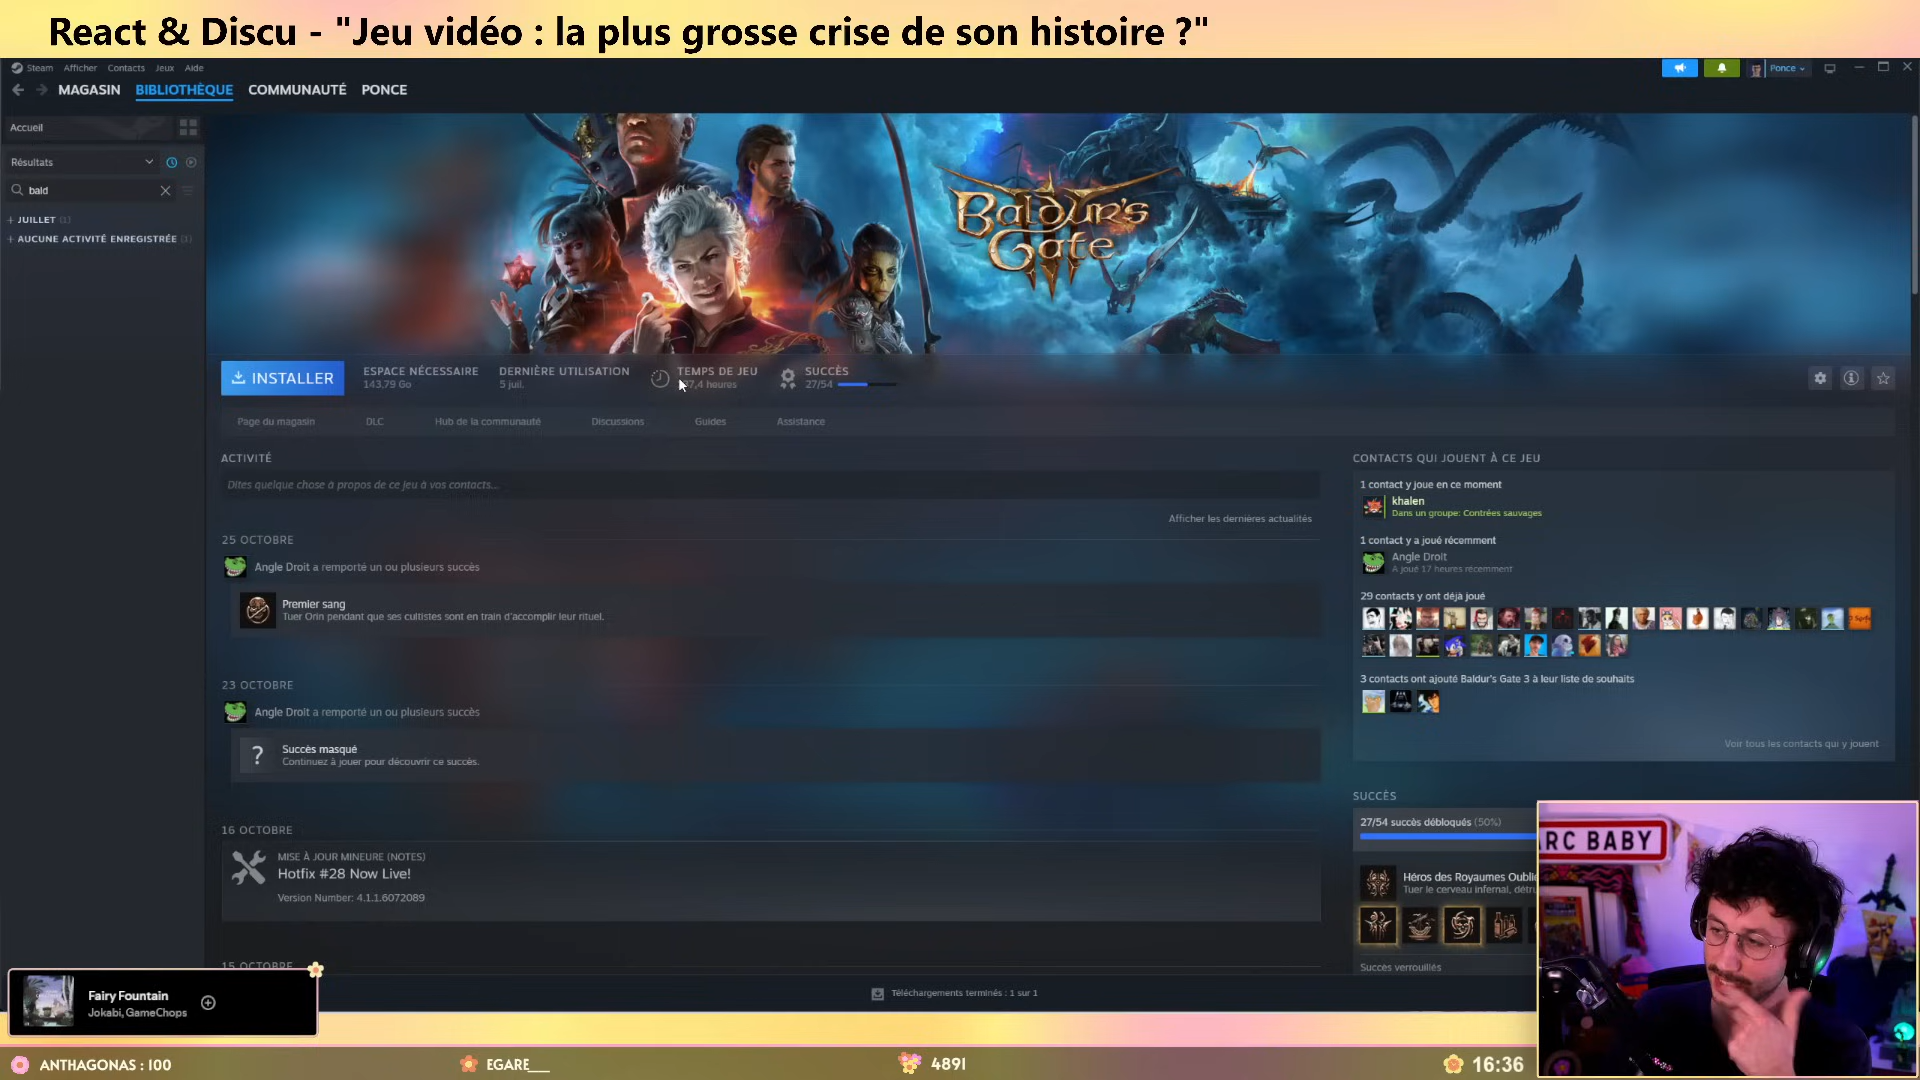 React & Discu - "Jeu vidéo : la plus grosse crise de son histoire ?"
Steam Afficher Contacts Jeux Aide
Ponce
MAGASIN BIBLIOTHÈQUE COMMUNAUTÉ PONCE
Accueil
Résultats
bald
+ JUILLET (1)
+ AUCUNE ACTIVITÉ ENREGISTRÉE
Baldur's
Gate
III
INSTALLER
ESPACE NÉCESSAIRE
143,79 Go
DERNIÈRE UTILISATION
5 juil.
TEMPS DE JEU
7,4 heures
SUCCÈS
27/54
Page du magasin DLC Hub de la communauté Discussions Guides Assistance
ACTIVITÉ
Dites quelque chose à propos de ce jeu à vos contacts...
Afficher les dernières actualités
25 OCTOBRE
Angle Droit a remporté un ou plusieurs succès
Premier sang
Tuer Orin pendant que ses cultistes sont en train d'accomplir leur rituel.
23 OCTOBRE
Angle Droit a remporté un ou plusieurs succès
?
Succès masqué
Continuez à jouer pour découvrir ce succès.
16 OCTOBRE
MISE À JOUR MINEURE (NOTES)
Hotfix #28 Now Live!
Version Number: 4.1.1.6072089
15 OCTOBRE
CONTACTS QUI JOUENT À CE JEU
1 contact y joue en ce moment
khalen
Dans un groupe: Contrées sauvages
1 contact y a joué récemment
Angle Droit
A joué 17 heures récemment
29 contacts y ont déjà joué
3 contacts ont ajouté Baldur's Gate 3 à leur liste de souhaits
Voir tous les contacts qui y jouent
SUCCÈS
27/54 succès débloqués (50%)
Héros des Royaumes Oublié
Tuer le cerveau infernal, détru
Succès verrouillés
ARC BABY
Téléchargements terminés : 1 sur 1
Fairy Fountain
Jokabi, GameChops
ANTHAGONAS : 100
EGARE___
4891
16:36